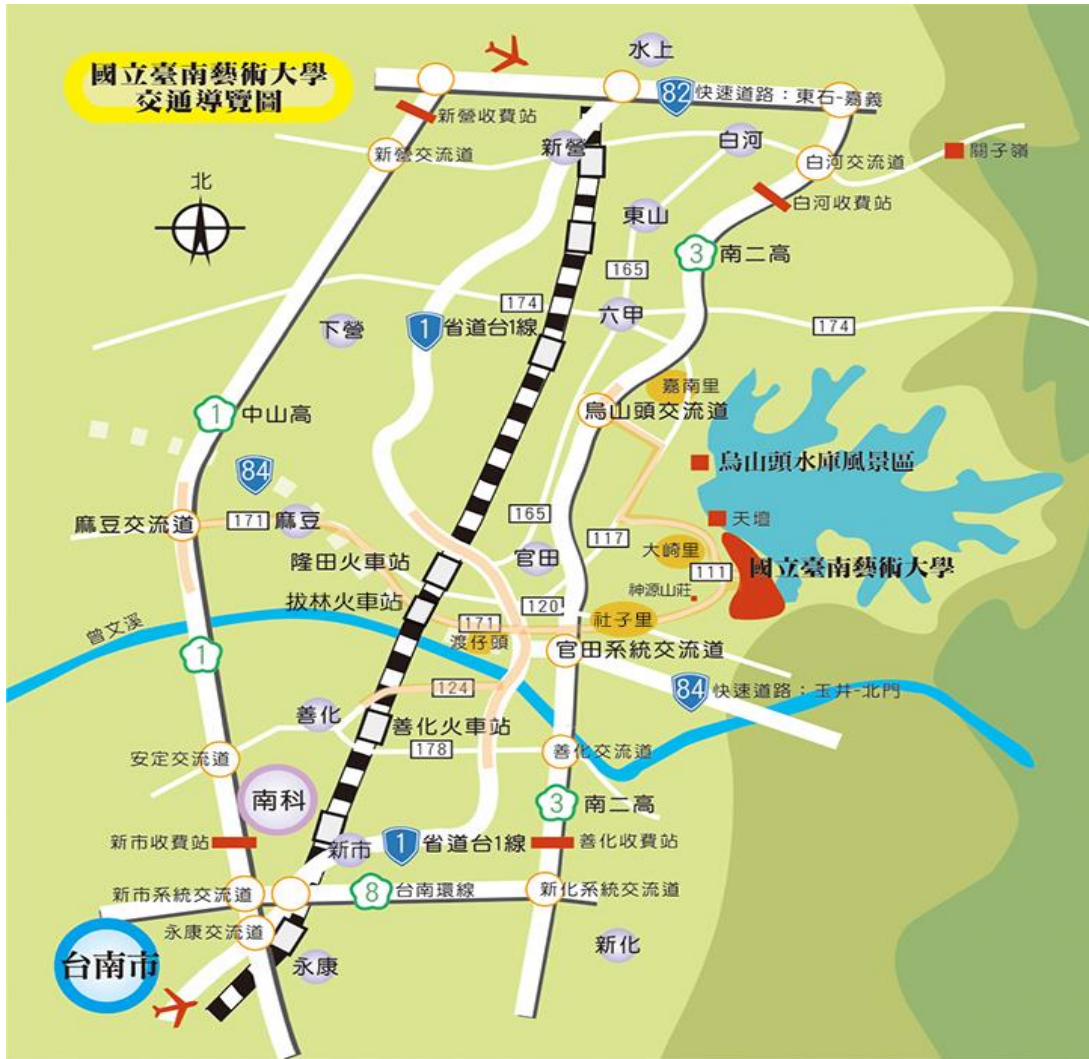 國立臺南藝術大學
交通導覽圖
水上
82
快速道路：東石-嘉義
新營收費站
新營交流道
新營
白河
白河交流道
關子嶺
白河收費站
北
東山
3
南二高
165
174
六甲
174
下營
1
省道台1線
嘉南里
烏山頭交流道
1
中山高
烏山頭水庫風景區
84
麻豆交流道
171
麻豆
165
117
天壇
大崎里
111
國立臺南藝術大學
隆田火車站
官田
神源山莊
拔林火車站
120
171
社子里
曾文溪
渡仔頭
官田系統交流道
1
124
84
快速道路：玉井-北門
善化
善化火車站
178
善化交流道
安定交流道
南科
3
南二高
新市收費站
新市
1
省道台1線
善化收費站
新市系統交流道
8
台南環線
新化系統交流道
永康交流道
新化
台南市
永康